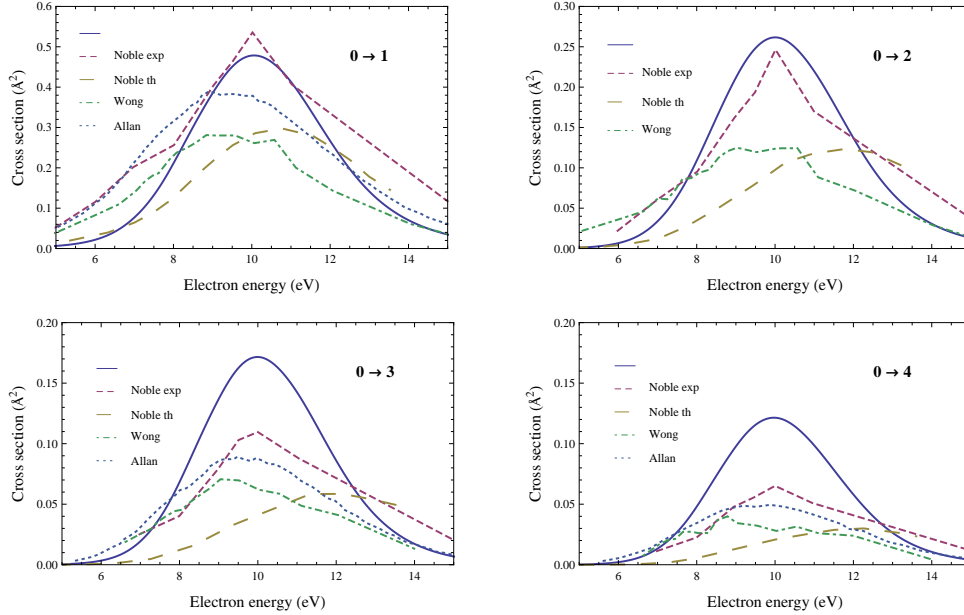 0.6
0.5
0.4
0.3
0.2
0.1
0.0
Cross section (Å²)
0 → 1
Noble exp
Noble th
Wong
Allan
6 8 10 12 14
Electron energy (eV)
0.30
0.25
0.20
0.15
0.10
0.05
0.00
Cross section (Å²)
0 → 2
Noble exp
Noble th
Wong
6 8 10 12 14
Electron energy (eV)
0.20
0.15
0.10
0.05
0.00
Cross section (Å²)
0 → 3
Noble exp
Noble th
Wong
Allan
6 8 10 12 14
Electron energy (eV)
0.20
0.15
0.10
0.05
0.00
Cross section (Å²)
0 → 4
Noble exp
Noble th
Wong
Allan
6 8 10 12 14
Electron energy (eV)